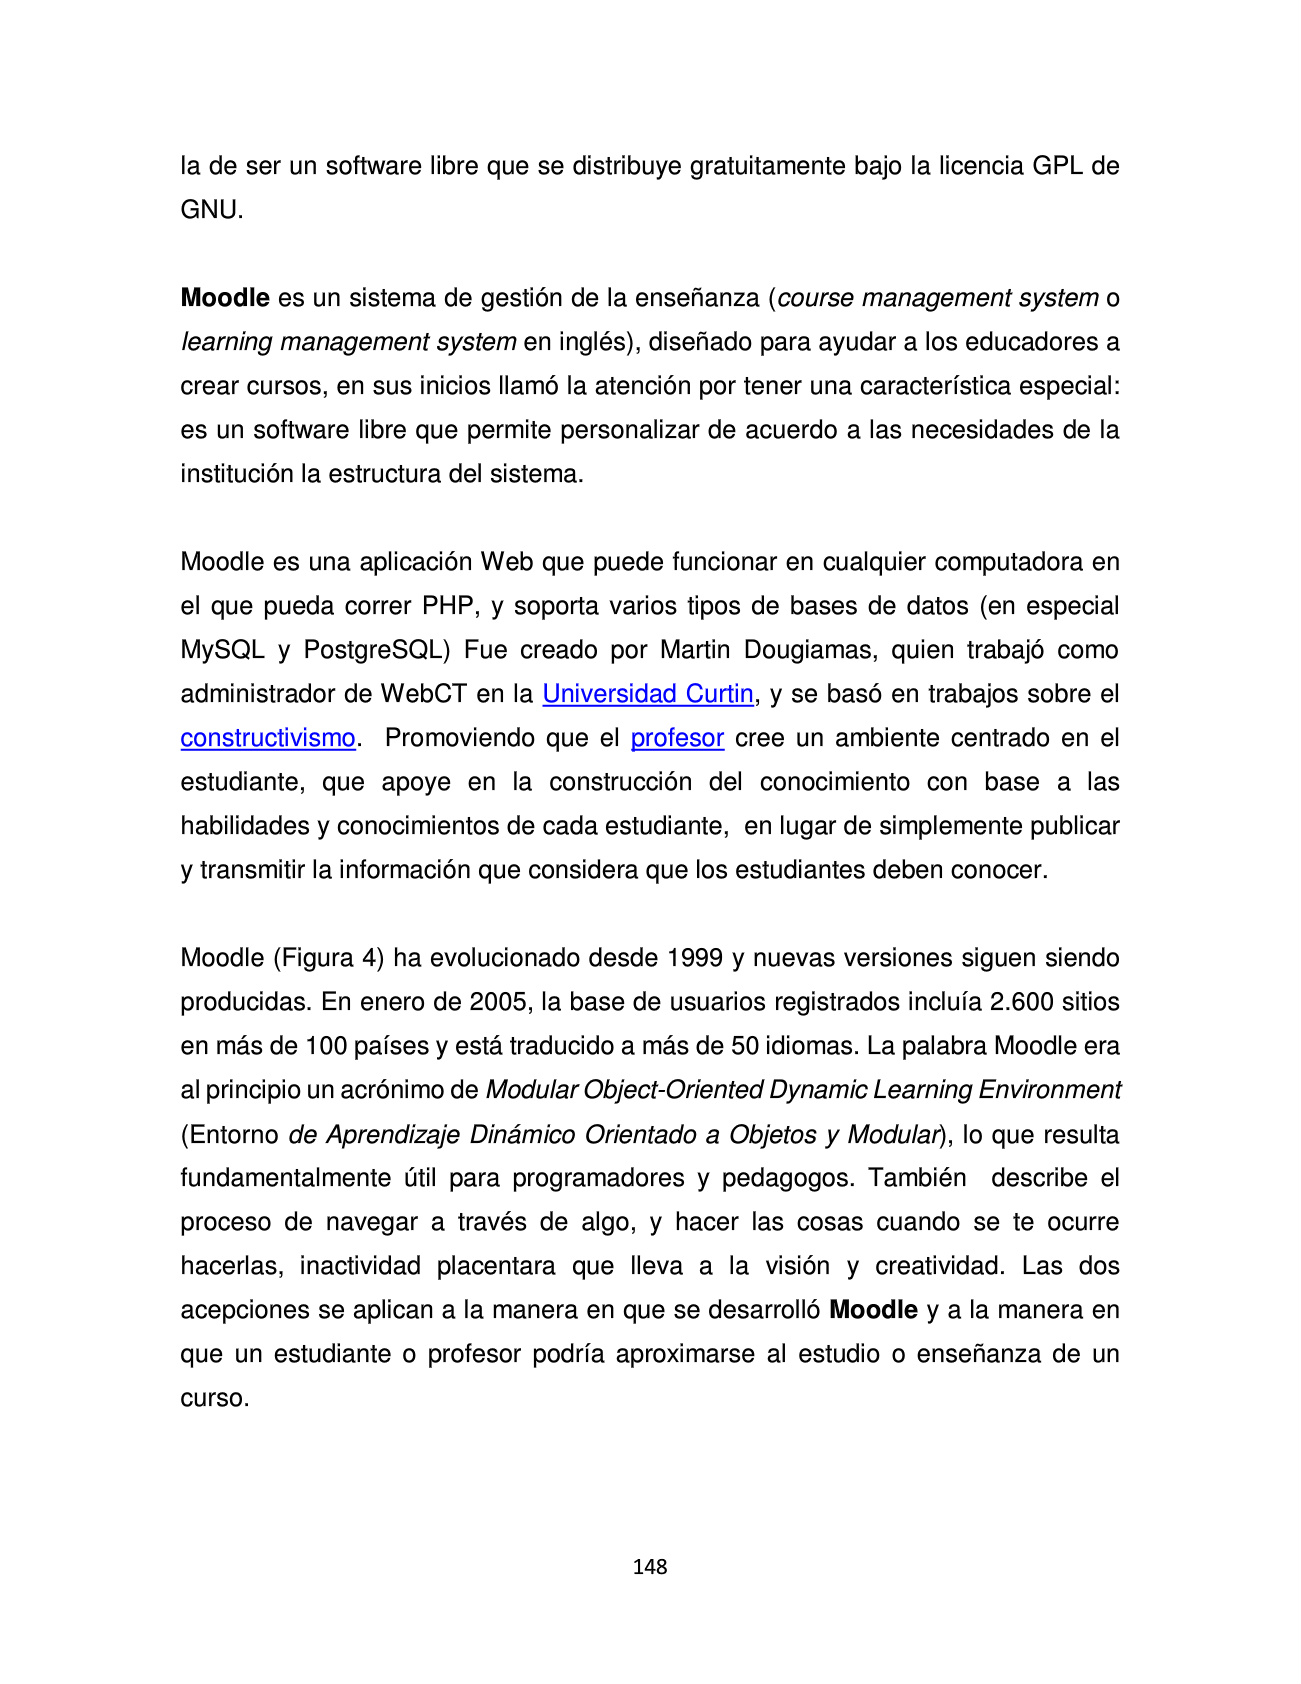 la de ser un software libre que se distribuye gratuitamente bajo la licencia GPL de
GNU.
Moodle es un sistema de gestión de la enseñanza (course management system o
learning management system en inglés), diseñado para ayudar a los educadores a
crear cursos, en sus inicios llamó la atención por tener una característica especial:
es un software libre que permite personalizar de acuerdo a las necesidades de la
institución la estructura del sistema.
Moodle es una aplicación Web que puede funcionar en cualquier computadora en
el que pueda correr PHP, y soporta varios tipos de bases de datos (en especial
MySQL y PostgreSQL) Fue creado por Martin Dougiamas, quien trabajó como
administrador de WebCT en la Universidad Curtin, y se basó en trabajos sobre el
constructivismo. Promoviendo que el profesor cree un ambiente centrado en el
estudiante, que apoye en la construcción del conocimiento con base a las
habilidades y conocimientos de cada estudiante, en lugar de simplemente publicar
y transmitir la información que considera que los estudiantes deben conocer.
Moodle (Figura 4) ha evolucionado desde 1999 y nuevas versiones siguen siendo
producidas. En enero de 2005, la base de usuarios registrados incluía 2.600 sitios
en más de 100 países y está traducido a más de 50 idiomas. La palabra Moodle era
al principio un acrónimo de Modular Object-Oriented Dynamic Learning Environment
(Entorno de Aprendizaje Dinámico Orientado a Objetos y Modular), lo que resulta
fundamentalmente útil para programadores y pedagogos. También describe el
proceso de navegar a través de algo, y hacer las cosas cuando se te ocurre
hacerlas, inactividad placentara que lleva a la visión y creatividad. Las dos
acepciones se aplican a la manera en que se desarrolló Moodle y a la manera en
que un estudiante o profesor podría aproximarse al estudio o enseñanza de un
curso.
148